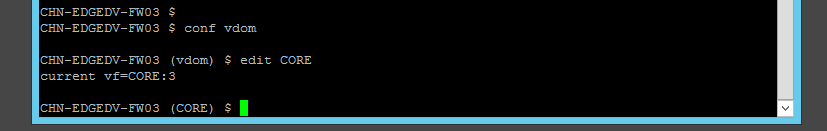 CHN-EDGEDV-FW03 $
CHN-EDGEDV-FW03 $ conf vdom
CHN-EDGEDV-FW03 (vdom) $ edit CORE
current vf=CORE:3
CHN-EDGEDV-FW03 (CORE) $